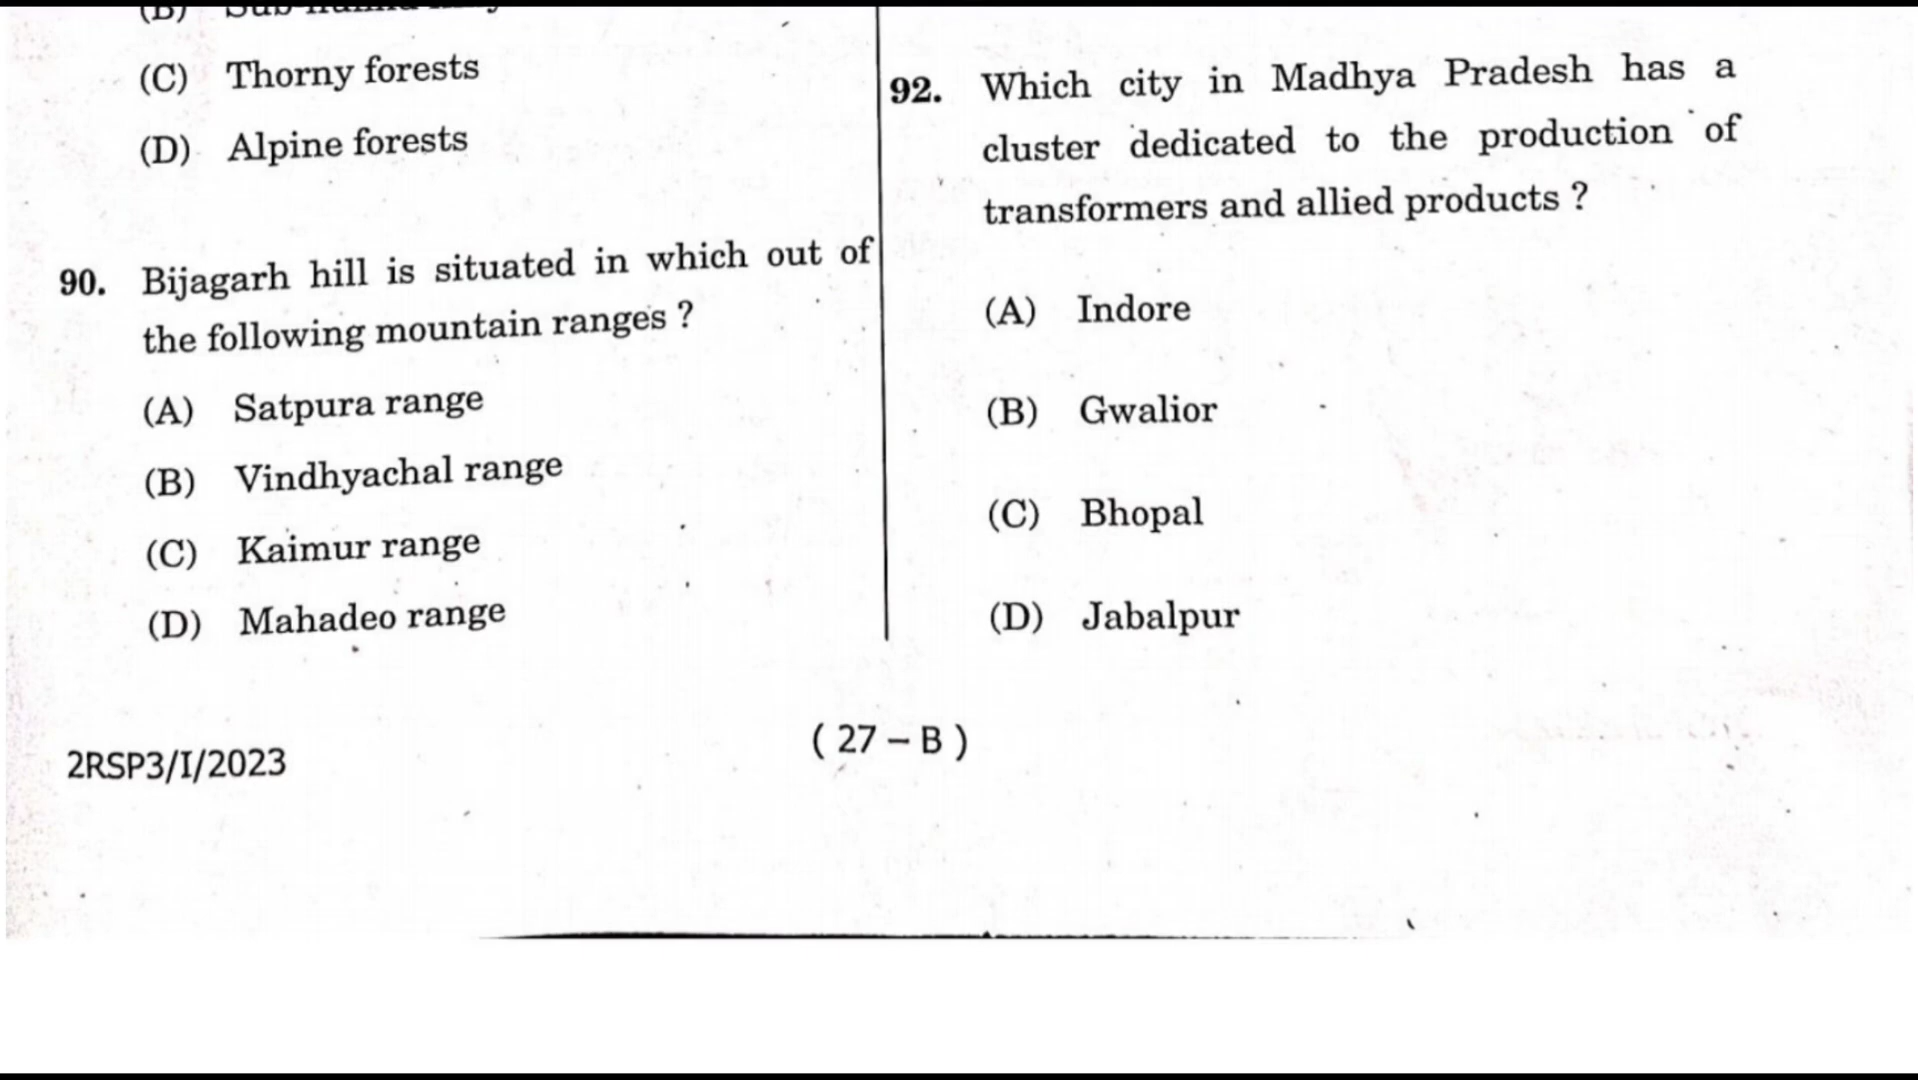 (C) Thorny forests
(D) Alpine forests
90. Bijagarh hill is situated in which out of
the following mountain ranges ?
(A) Satpura range
(B) Vindhyachal range
(C) Kaimur range
(D) Mahadeo range
92. Which city in Madhya Pradesh has a
cluster dedicated to the production of
transformers and allied products ?
(A) Indore
(B) Gwalior
(C) Bhopal
(D) Jabalpur
2RSP3/I/2023
( 27 – B )